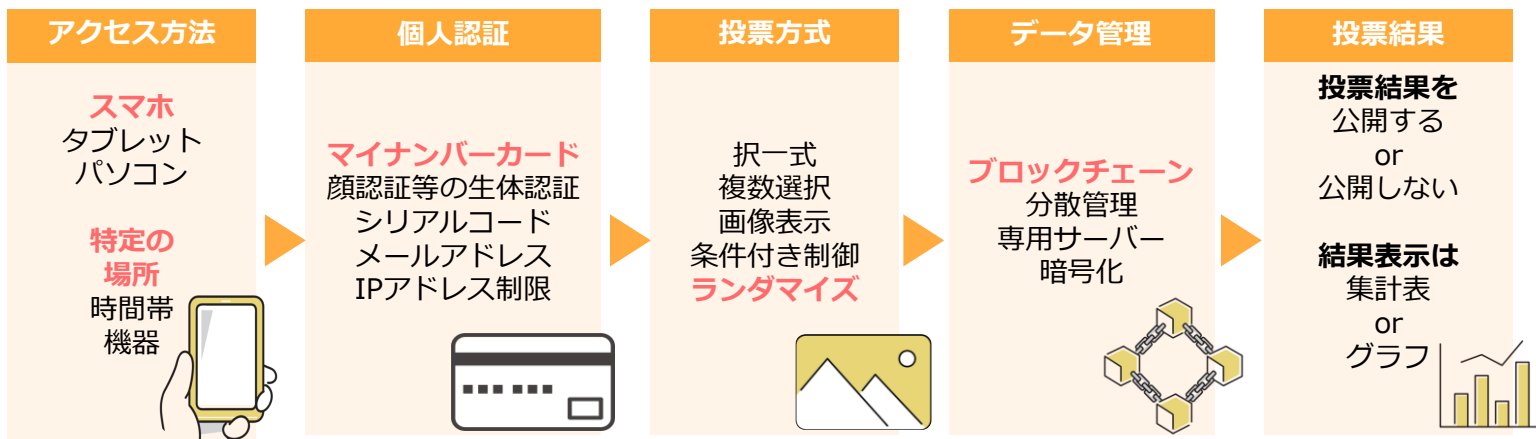 アクセス方法
スマホ
タブレット
パソコン
特定の
場所
時間帯
機器
個人認証
マイナンバーカード
顔認証等の生体認証
シリアルコード
メールアドレス
IPアドレス制限
投票方式
択一式
複数選択
画像表示
条件付き制御
ランダマイズ
データ管理
ブロックチェーン
分散管理
専用サーバー
暗号化
投票結果
投票結果を
公開する
or
公開しない
結果表示は
集計表
or
グラフ